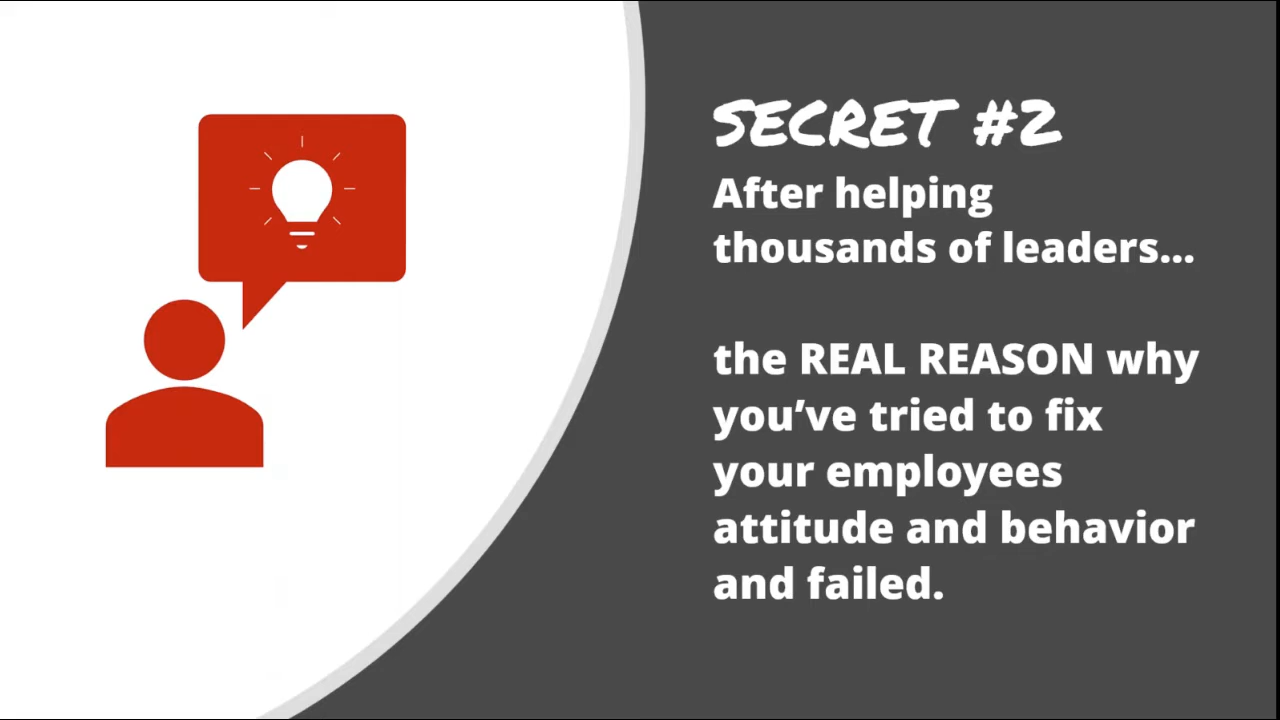 SECRET #2
After helping
thousands of leaders...
the REAL REASON why
you’ve tried to fix
your employees
attitude and behavior
and failed.